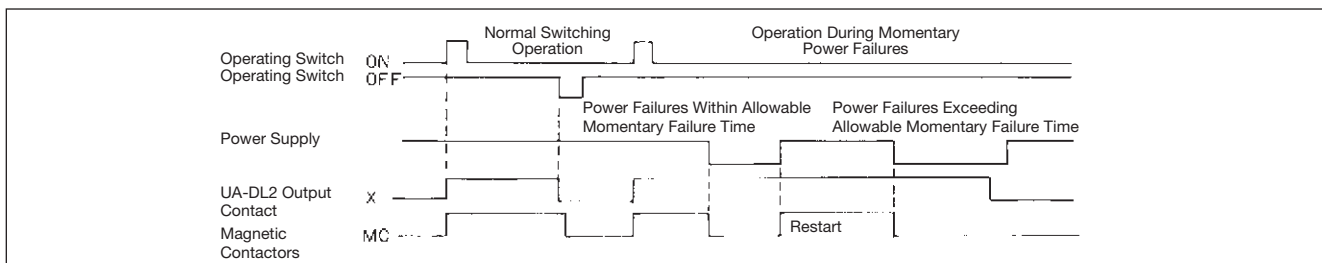 Normal Switching
Operation
Operation During Momentary
Power Failures
Operating Switch ON
Operating Switch OFF
Power Failures Within Allowable
Momentary Failure Time
Power Failures Exceeding
Allowable Momentary Failure Time
Power Supply
UA-DL2 Output
Contact
X
Magnetic
Contactors
MC
Restart